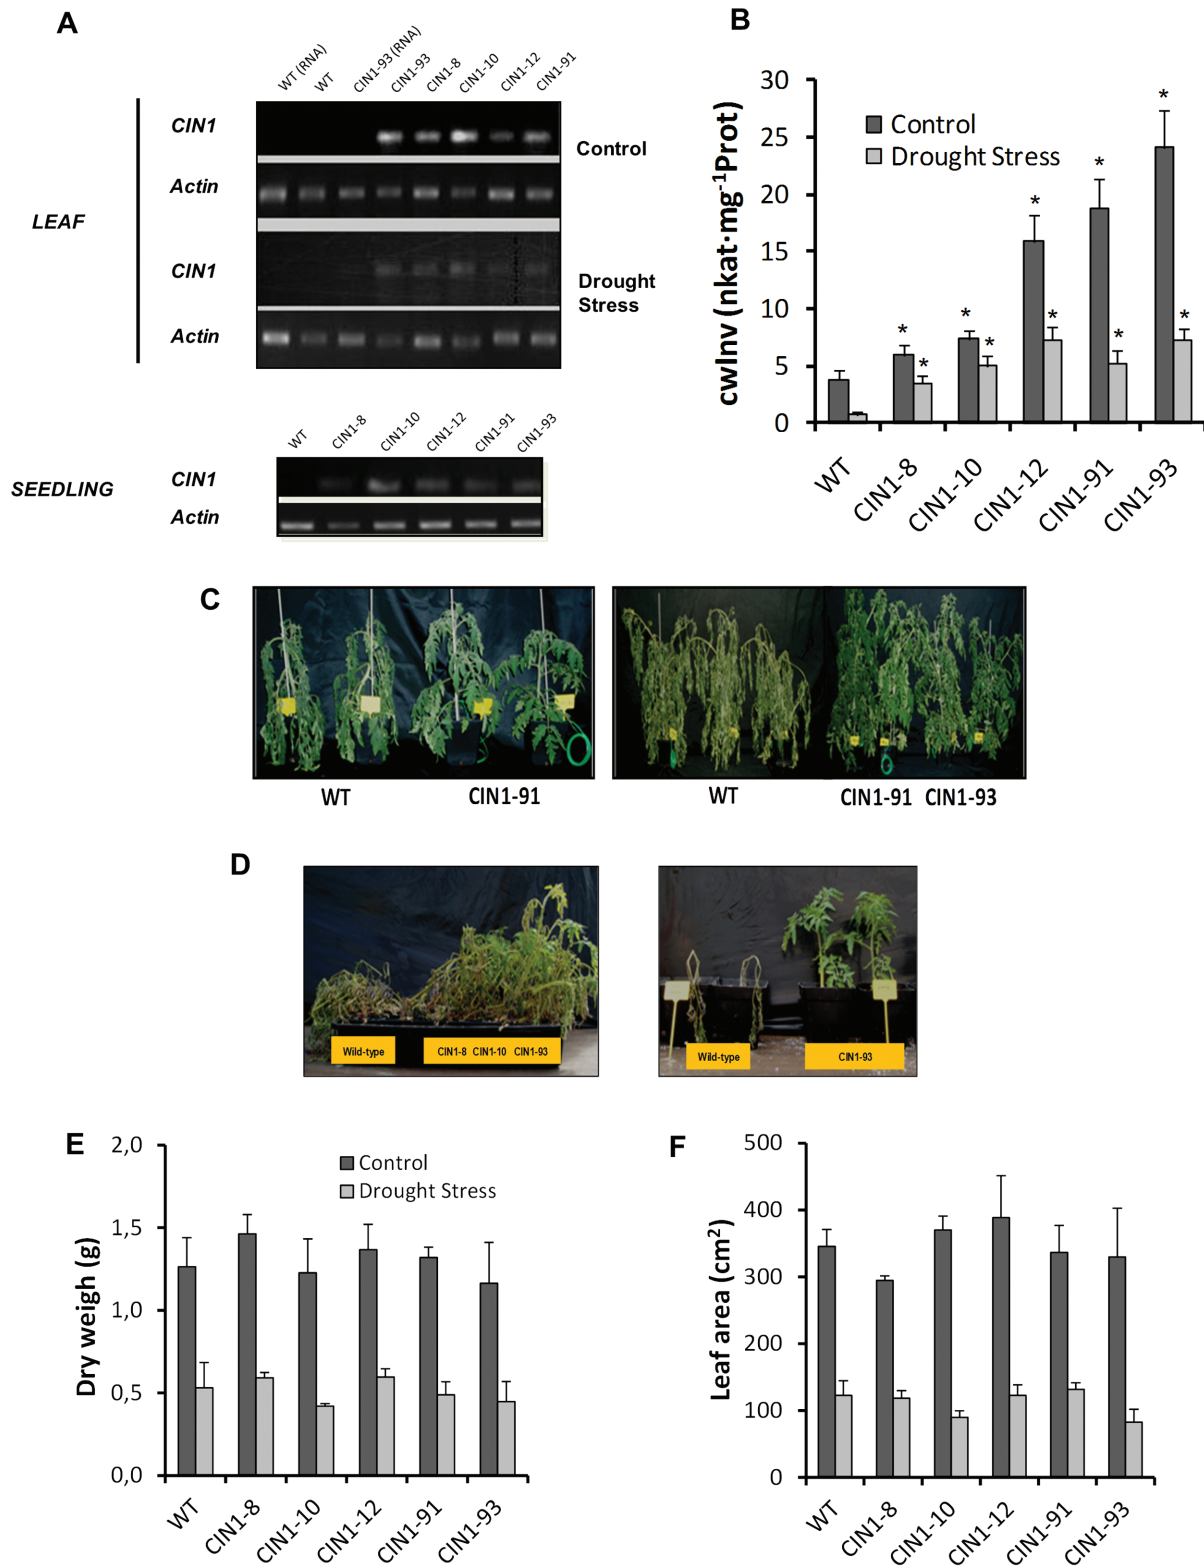 A
WT (RNA)
WT
CIN1-93 (RNA)
CIN1-93
CIN1-8
CIN1-10
CIN1-12
CIN1-91
LEAF
CIN1
Control
Actin
CIN1
Drought
Stress
Actin
WT
CIN1-8
CIN1-10
CIN1-12
CIN1-91
CIN1-93
SEEDLING
CIN1
Actin
B
cwInv (nkat·mg⁻¹Prot)
30
25
20
15
10
5
0
Control
Drought Stress
*
*
*
*
*
*
*
*
*
*
WT
CIN1-8
CIN1-10
CIN1-12
CIN1-91
CIN1-93
C
WT
CIN1-91
WT
CIN1-91 CIN1-93
D
Wild-type
CIN1-8 CIN1-10 CIN1-93
Wild-type
CIN1-93
E
Dry weigh (g)
2,0
1,5
1,0
0,5
0,0
Control
Drought Stress
WT
CIN1-8
CIN1-10
CIN1-12
CIN1-91
CIN1-93
F
Leaf area (cm²)
500
400
300
200
100
0
WT
CIN1-8
CIN1-10
CIN1-12
CIN1-91
CIN1-93